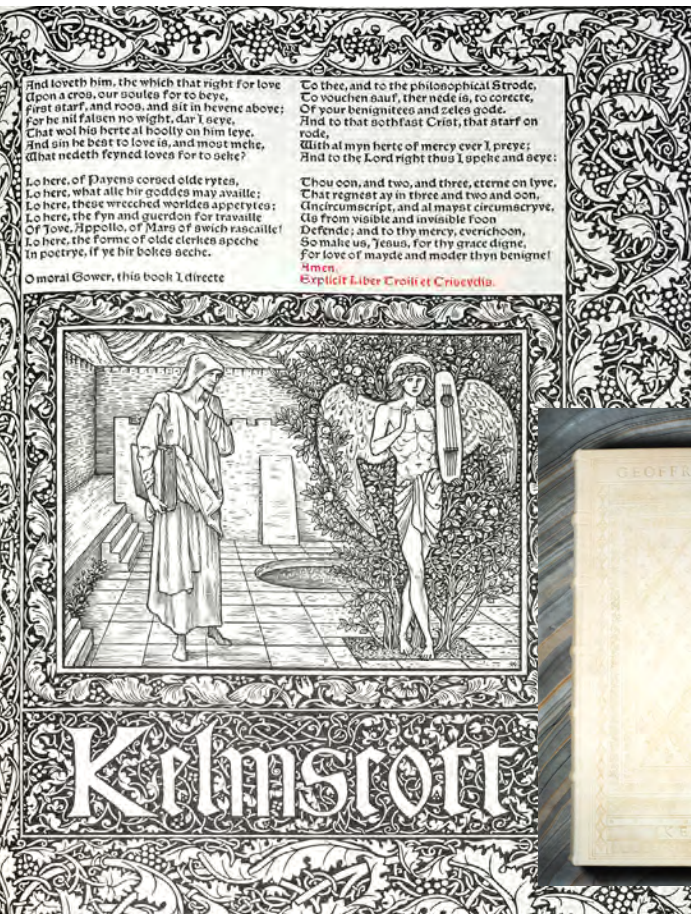 And loveth him, the which that right for love
Upon a cros, our soules for to beye,
First starf, and roos, and sit in hevene above;
For he nil falsen no wight, dar I seye,
That wol his herte al hoolly on him leye.
And sin he best to love is, and most meke,
What nedeth feyned loves for to seke?
Lo here, of Payens corsed olde rytes,
Lo here, what alle hir goddes may availle;
Lo here, these wrecched worldes appetytes;
Lo here, the fyn and guerdon for travaille
Of Jove, Appollo, of Mars of swich rascaille!
Lo here, the forme of olde clerkes speche
In poetrye, if ye hir bokes seche.
O moral Gower, this book I directe
To thee, and to the philosophical Strode,
To vouchen sauf, ther nede is, to corecte,
Of your benignitees and zeles gode.
And to that sothfast Crist, that starf on
rode,
With al myn herte of mercy ever I preye;
And to the Lord right thus I speke and seye:
Thou oon, and two, and three, eterne on lyve,
That regnest ay in three and two and oon,
Uncircumscript, and al mayst circumscryve,
Us from visible and invisible foon
Defende; and to thy mercy, everichoon,
So make us, Jesus, for thy grace digne,
For love of mayde and moder thyn benigne!
Amen.
Explicit Liber Troili et Criseydis.
Kelmscott
GEOFFR